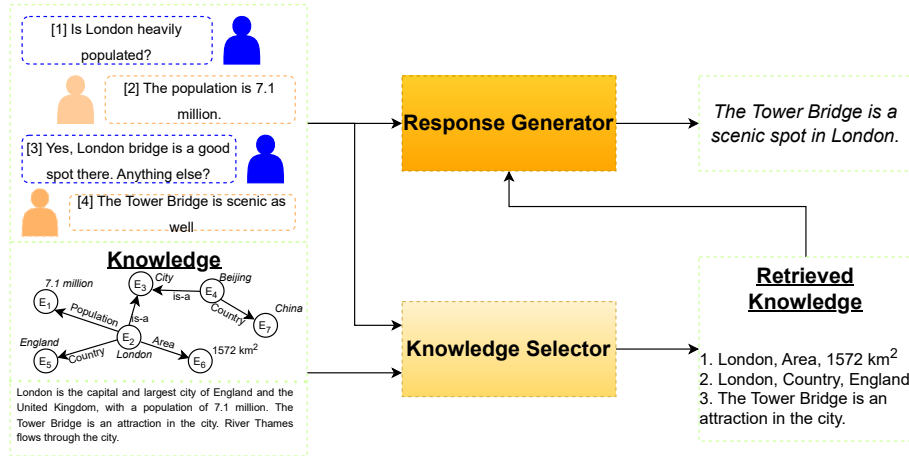 [1] Is London heavily
populated?
[2] The population is 7.1
million.
[3] Yes, London bridge is a good
spot there. Anything else?
[4] The Tower Bridge is scenic as
well
Knowledge
7.1 million
City
Beijing
E1
E3
E4
is-a
Country
China
E7
Population
is-a
E2
London
England
E5
Country
Area
E6
1572 km²
London is the capital and largest city of England and the
United Kingdom, with a population of 7.1 million. The
Tower Bridge is an attraction in the city. River Thames
flows through the city.
Response Generator
Knowledge Selector
The Tower Bridge is a
scenic spot in London.
Retrieved
Knowledge
1. London, Area, 1572 km²
2. London, Country, England
3. The Tower Bridge is an
attraction in the city.